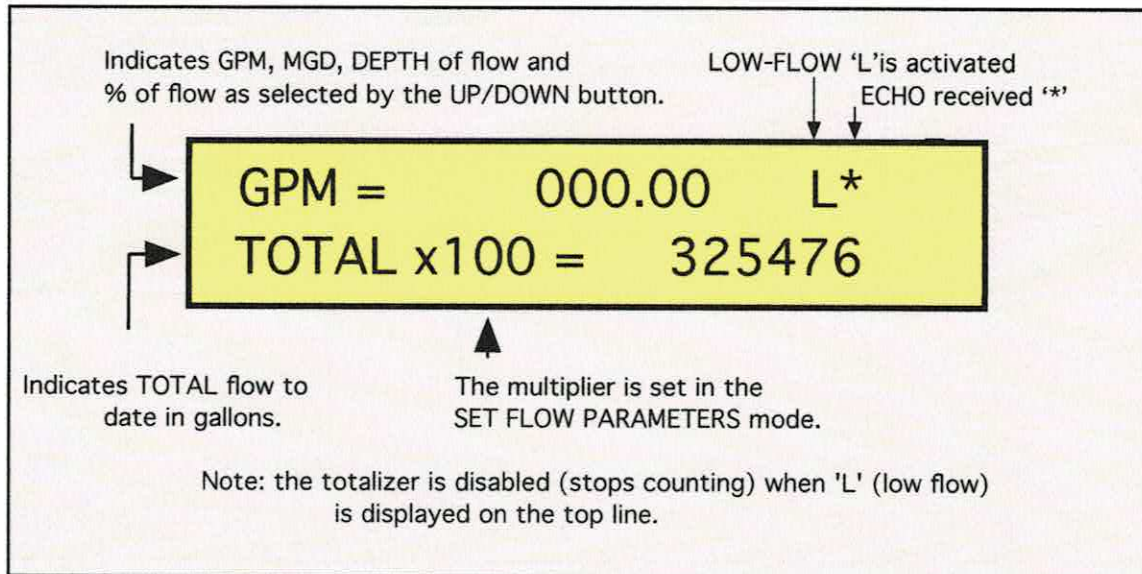 Indicates GPM, MGD, DEPTH of flow and
% of flow as selected by the UP/DOWN button.
LOW-FLOW ‘L’is activated
ECHO received ‘*’
GPM = 000.00 L*
TOTAL x100 = 325476
Indicates TOTAL flow to
date in gallons.
The multiplier is set in the
SET FLOW PARAMETERS mode.
Note: the totalizer is disabled (stops counting) when 'L' (low flow)
is displayed on the top line.